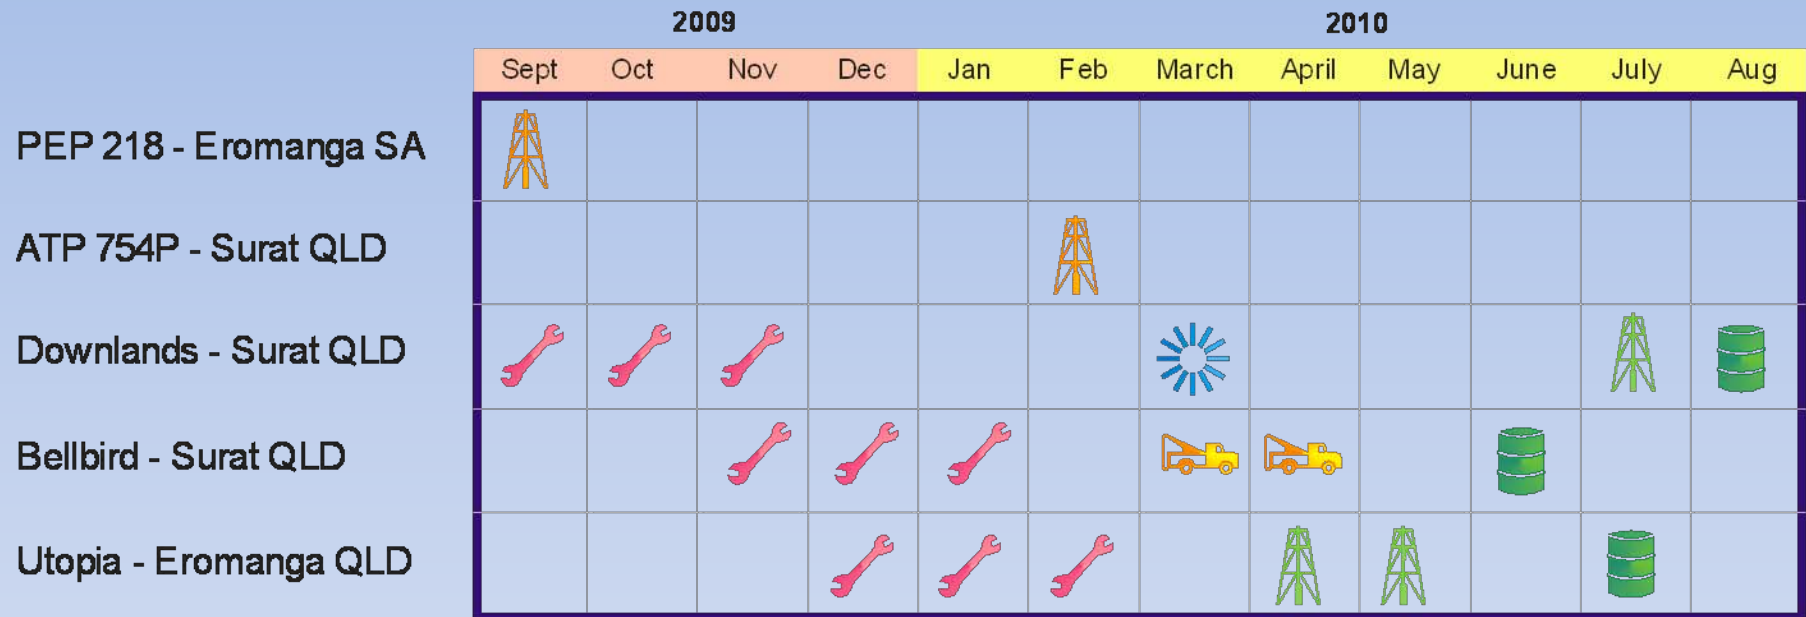 2009 2010
Sept Oct Nov Dec Jan Feb March April May June July Aug
PEP 218 - Eromanga SA
ATP 754P - Surat QLD
Downlands - Surat QLD
Bellbird - Surat QLD
Utopia - Eromanga QLD